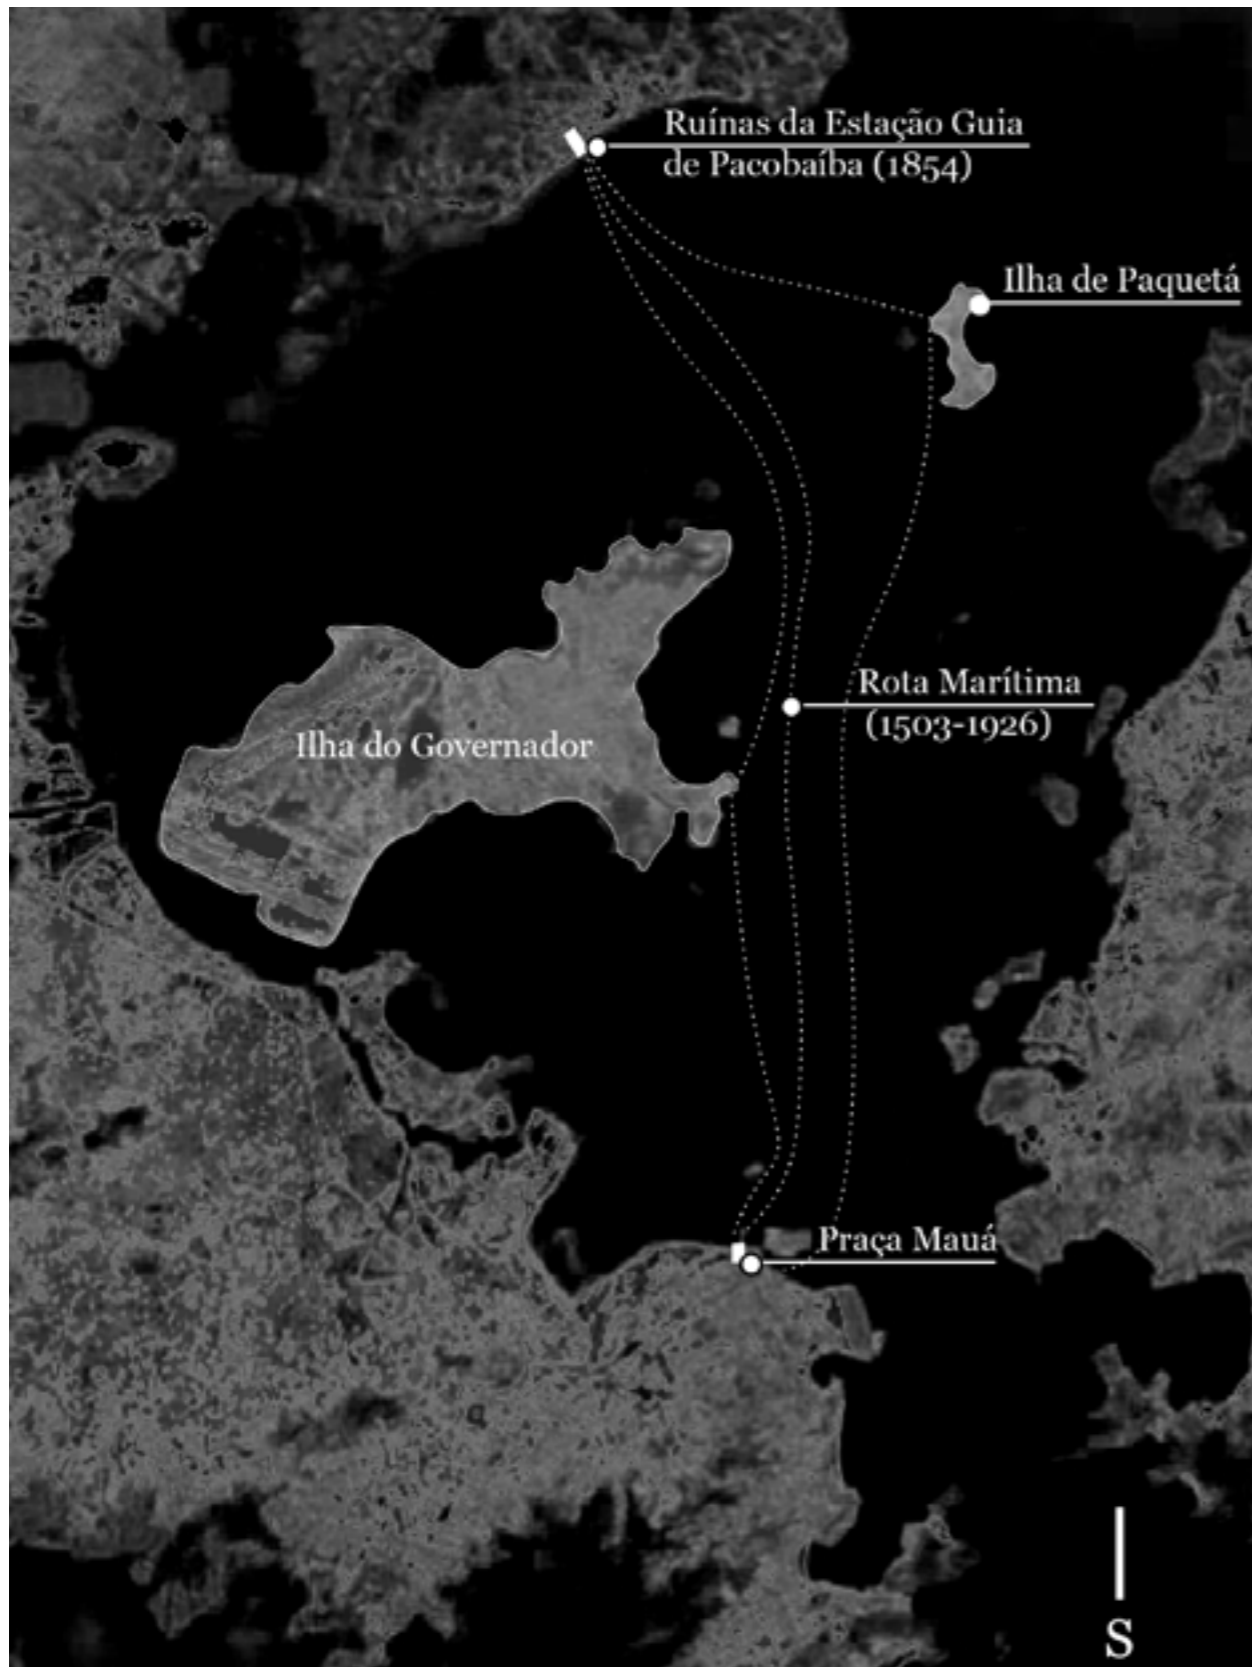 Ruínas da Estação Guia
de Pacobaíba (1854)
Ilha de Paquetá
Rota Marítima
(1503-1926)
Ilha do Governador
Praça Mauá
S